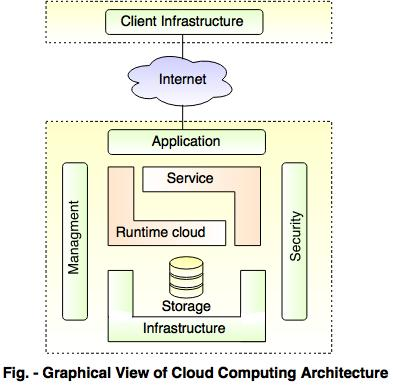 Client Infrastructure
Internet
Application
Service
Runtime cloud
Managment
Security
Storage
Infrastructure
Fig. - Graphical View of Cloud Computing Architecture